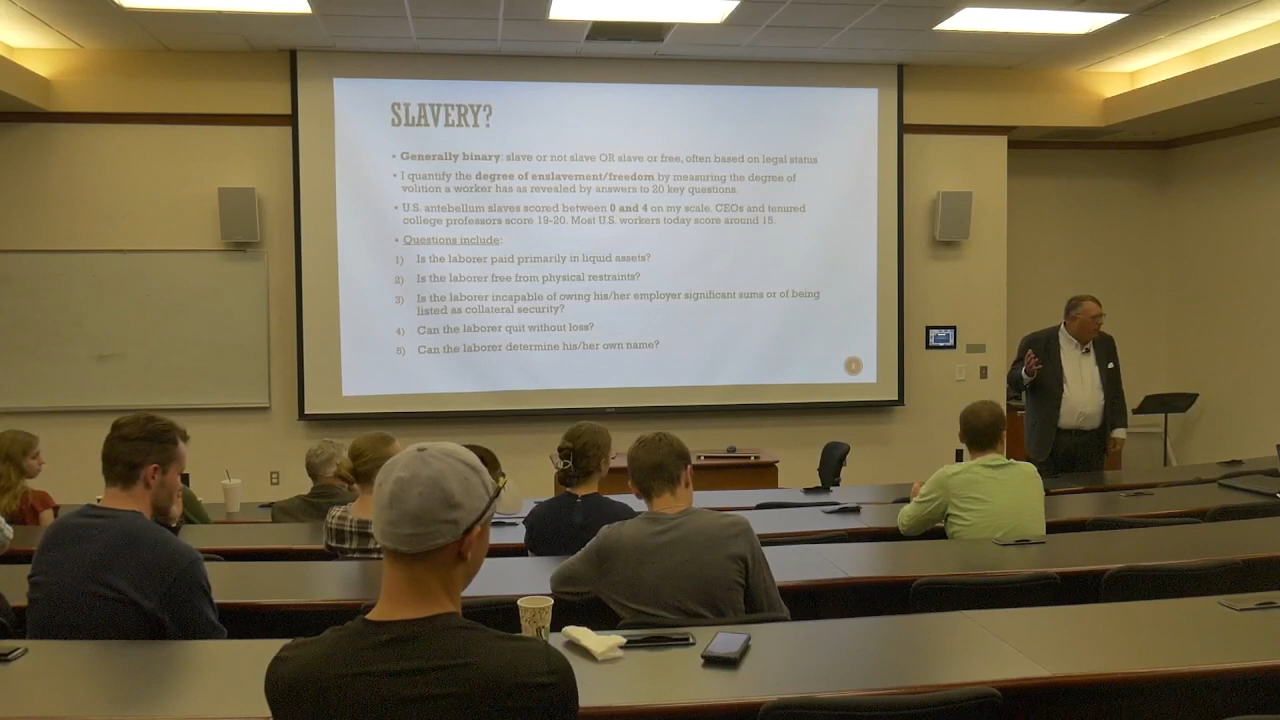 SLAVERY?
• Generally binary: slave or not slave OR slave or free, often based on legal status
• I quantify the degree of enslavement/freedom by measuring the degree of
volition a worker has as revealed by answers to 20 key questions.
• U.S. antebellum slaves scored between 0 and 4 on my scale. CEOs and tenured
college professors score 19-20. Most U.S. workers today score around 15.
• Questions include:
1) Is the laborer paid primarily in liquid assets?
2) Is the laborer free from physical restraints?
3) Is the laborer incapable of owing his/her employer significant sums or of being
listed as collateral security?
4) Can the laborer quit without loss?
5) Can the laborer determine his/her own name?